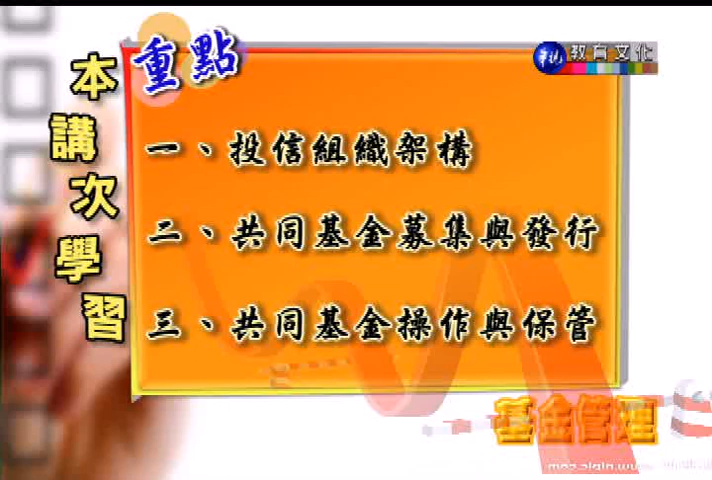 本講次學習
重點
華視 教育文化
一、投信組織架構
二、共同基金募集與發行
三、共同基金操作與保管
基金管理